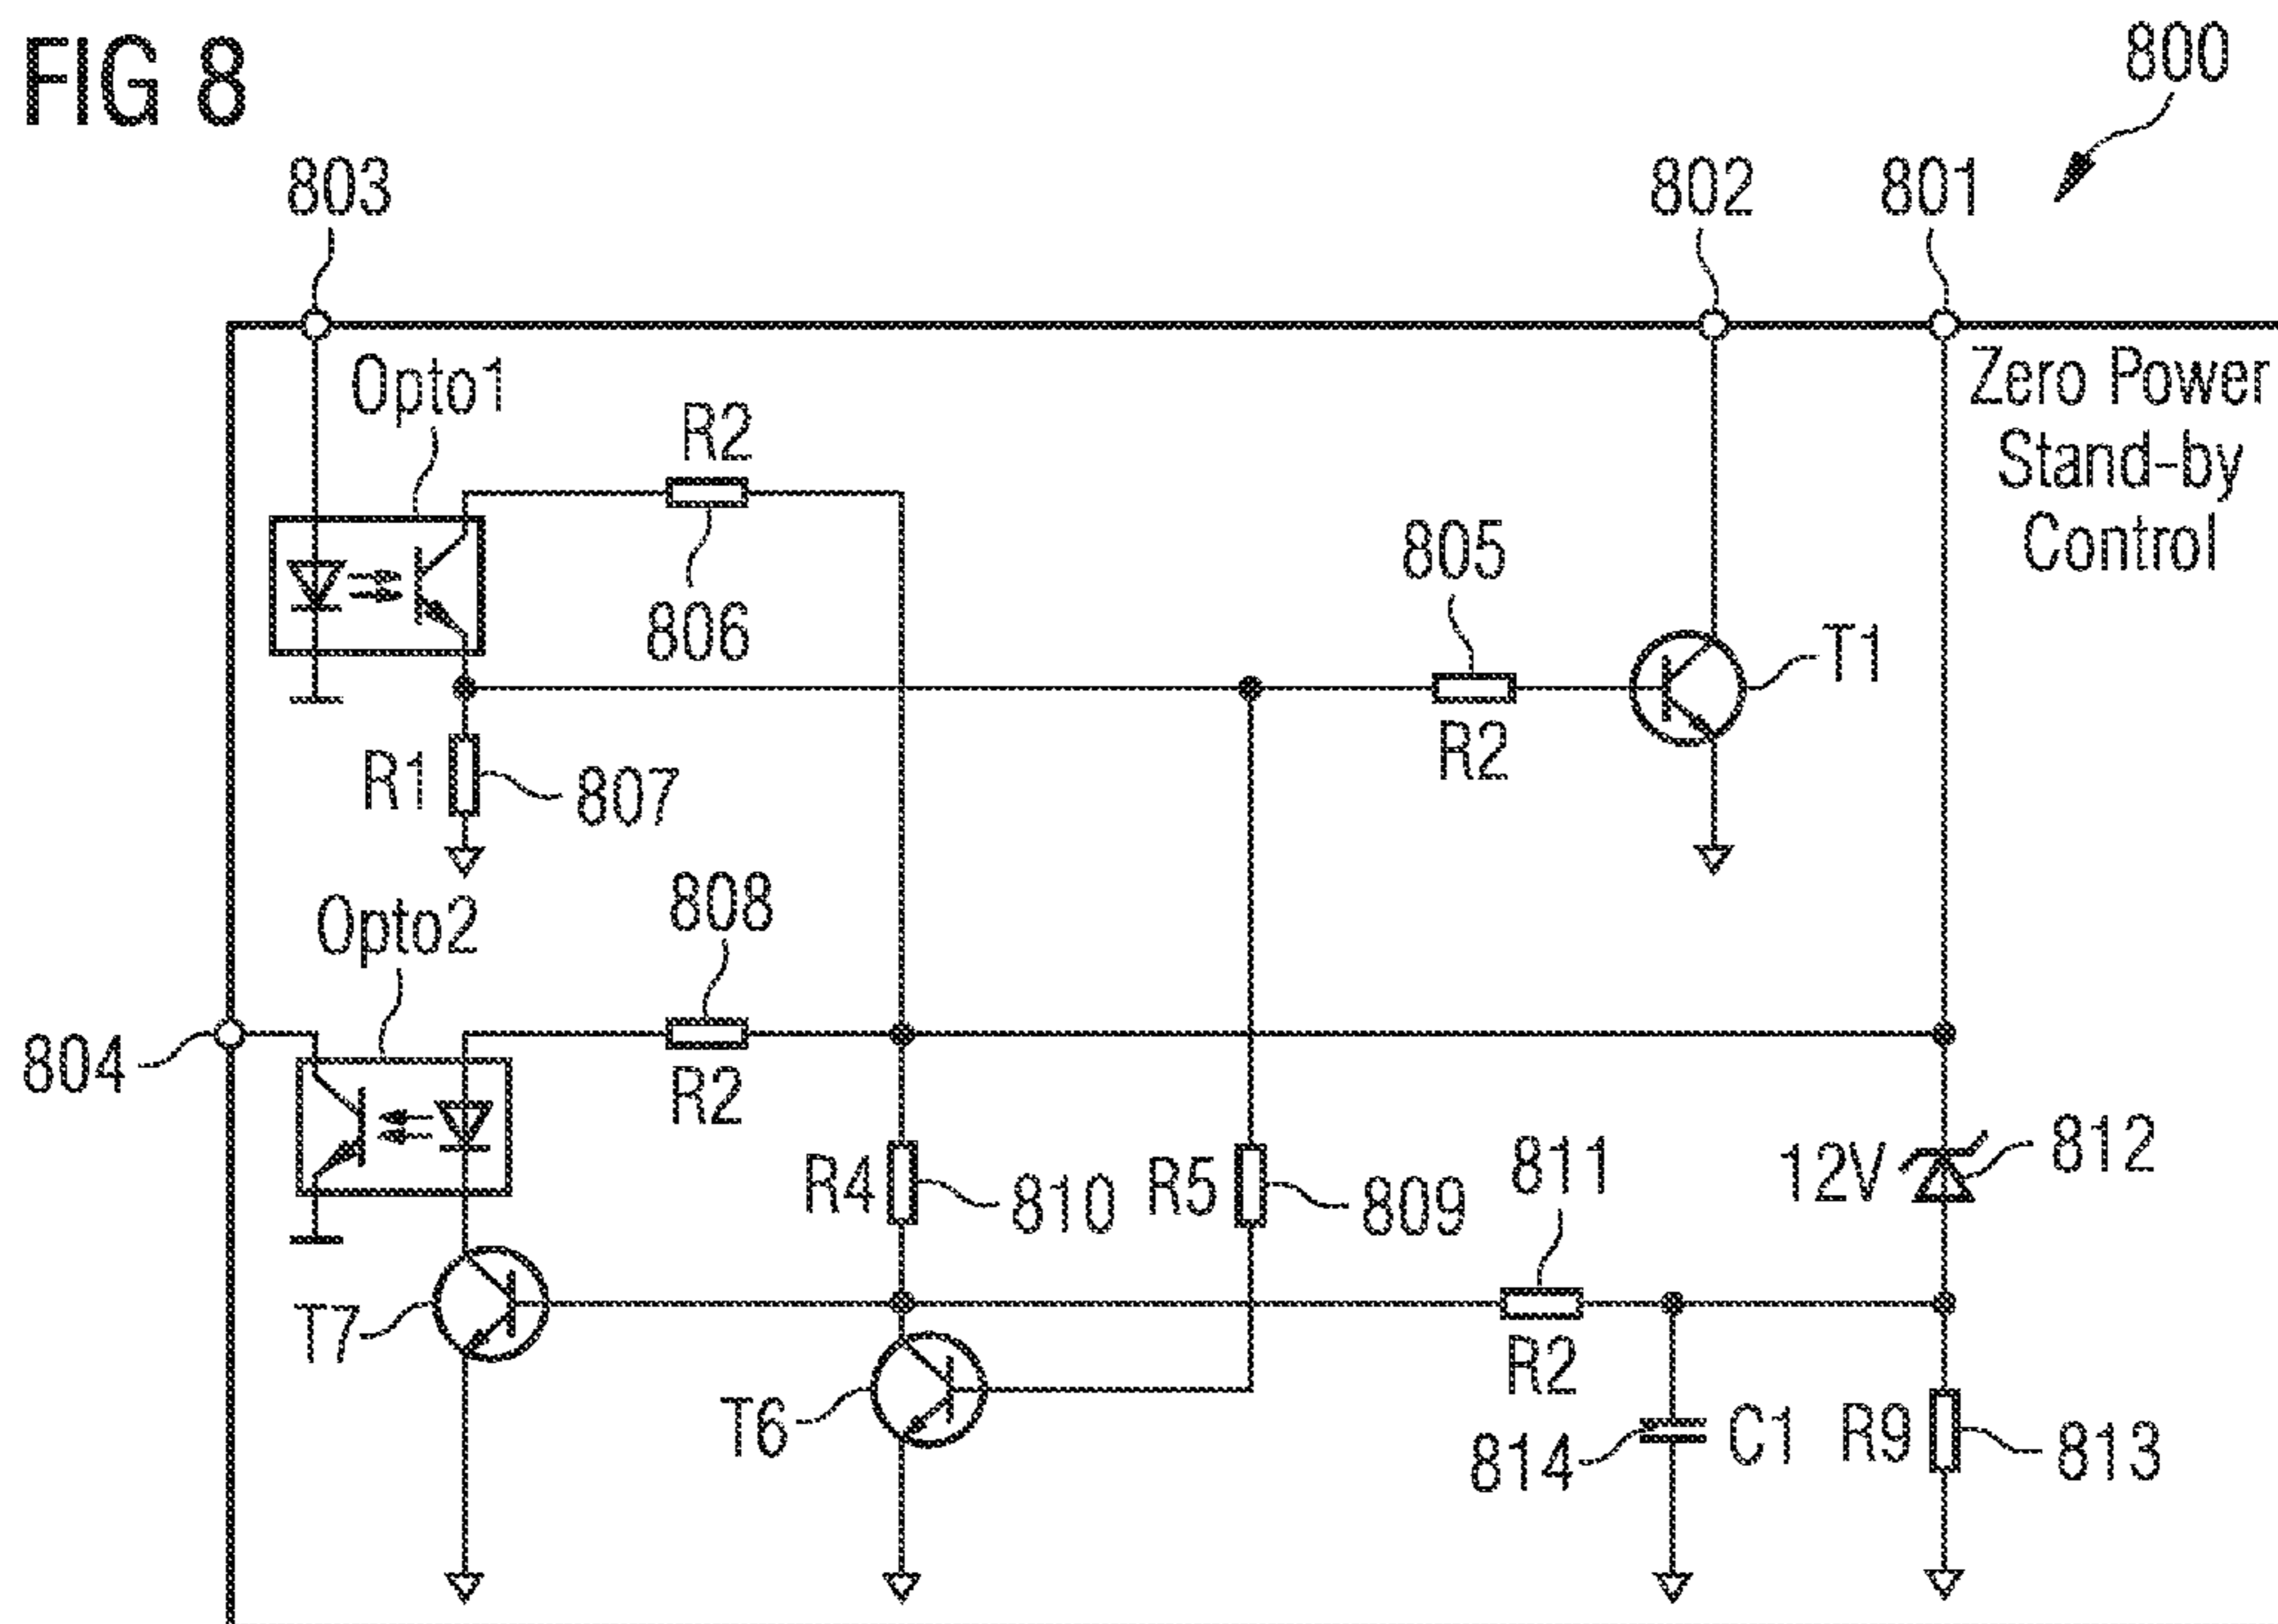 FIG 8
800
803
802
801
Zero Power
Stand-by
Control
Opto1
R2
806
805
R2
T1
R1
807
Opto2
808
R2
804
R4
810
R5
809
811
R2
12V
812
T7
T6
814
C1
R9
813